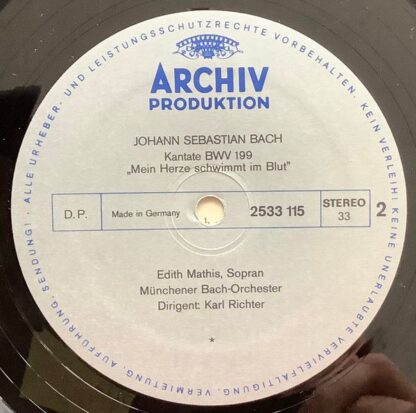 ALLE URHEBER- UND LEISTUNGSSCHUTZRECHTE VORBEHALTEN. KEIN VERLEIH! KEINE UNERLAUBTE VERVIELFÄLTIGUNG, VERMIETUNG, AUFFÜHRUNG, SENDUNG!
ARCHIV
PRODUKTION
JOHANN SEBASTIAN BACH
Kantate BWV 199
„Mein Herze schwimmt im Blut"
D.P.
Made in Germany
2533 115
STEREO
33
2
Edith Mathis, Sopran
Münchener Bach-Orchester
Dirigent: Karl Richter
*